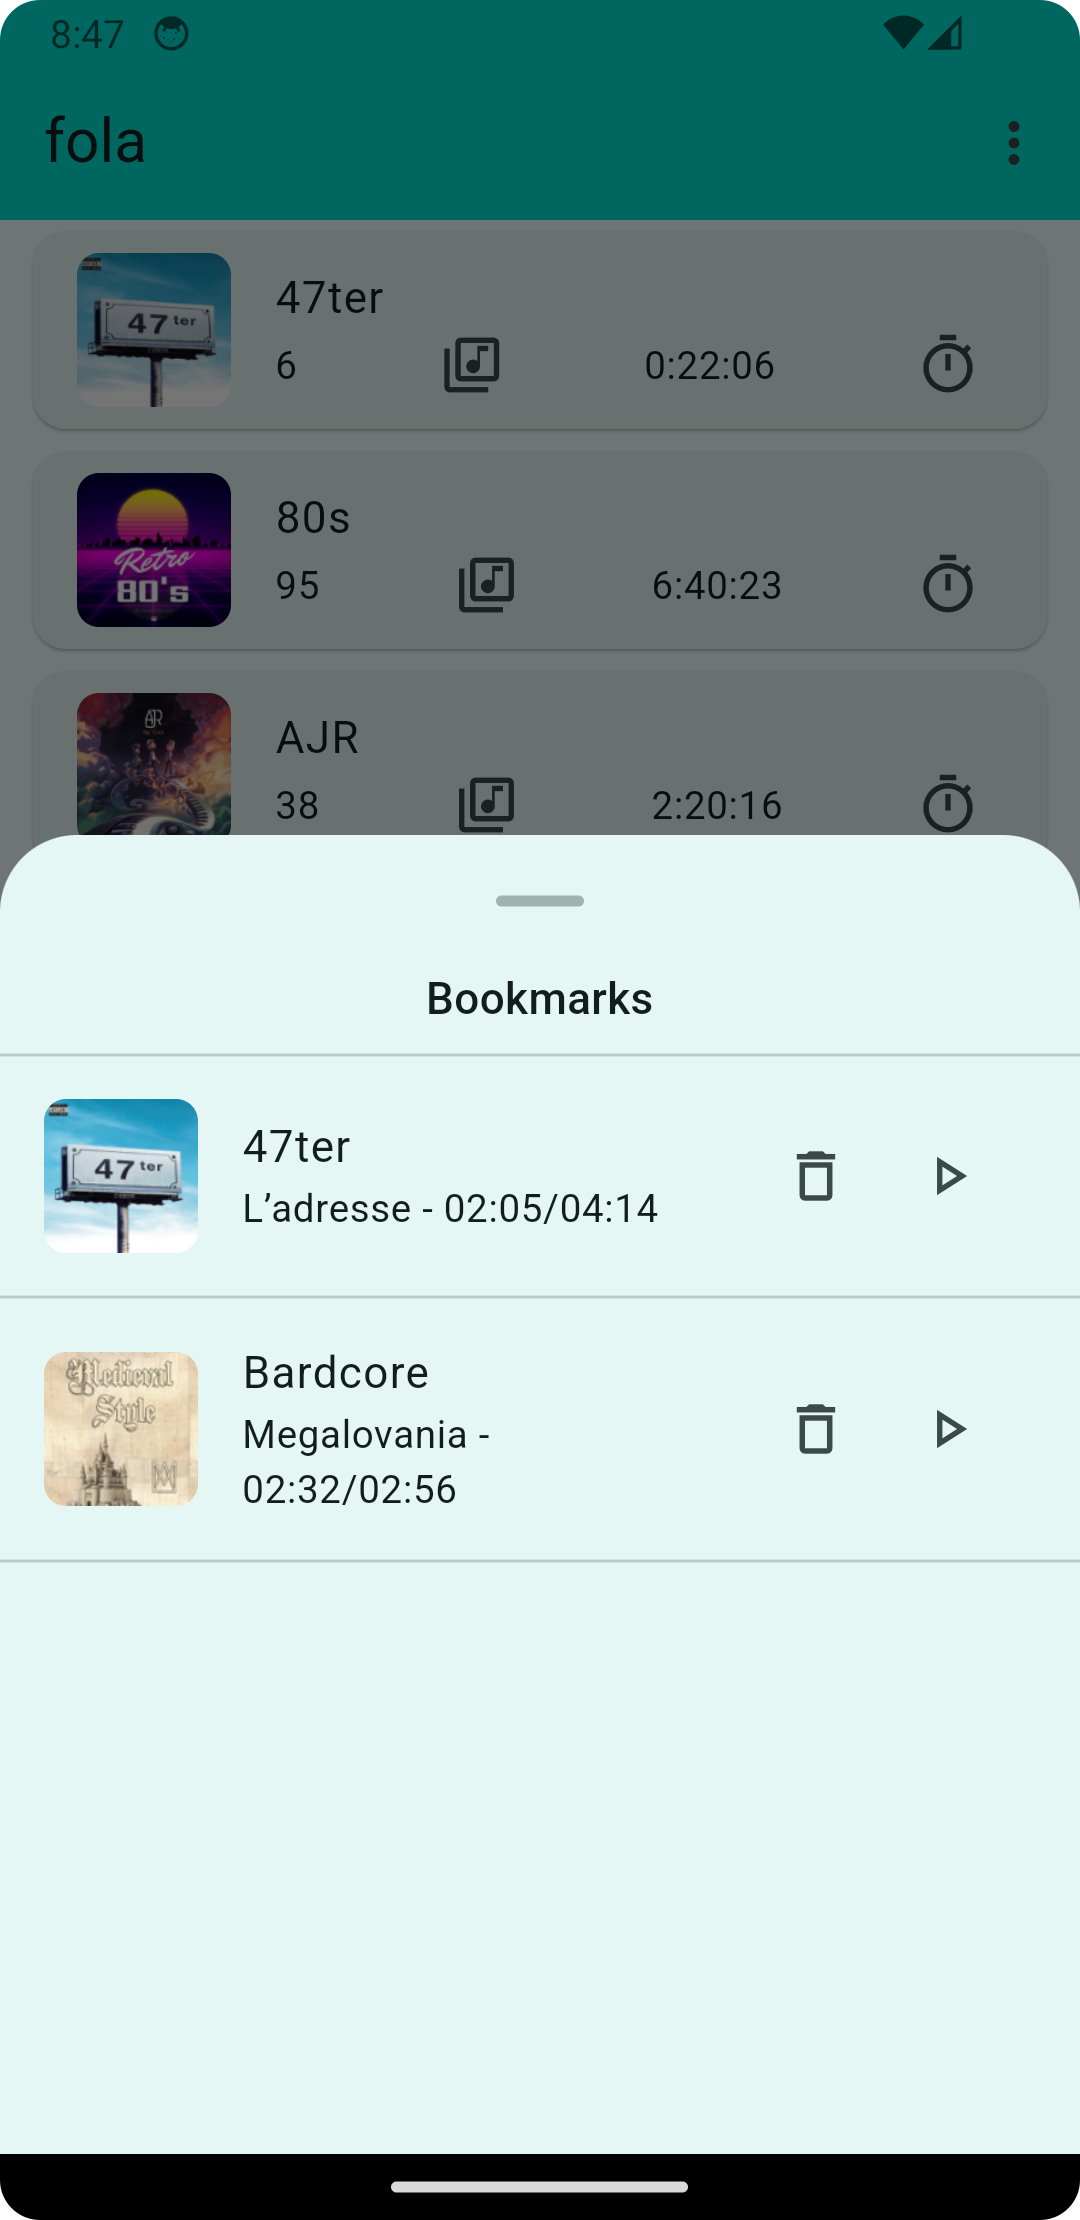 8:47
fola
47 ter
47ter
6
0:22:06
Retro
80's
80s
95
6:40:23
AJR
AJR
38
2:20:16
Bookmarks
47 ter
47ter
L’adresse - 02:05/04:14
Medieval
Style
Bardcore
Megalovania -
02:32/02:56